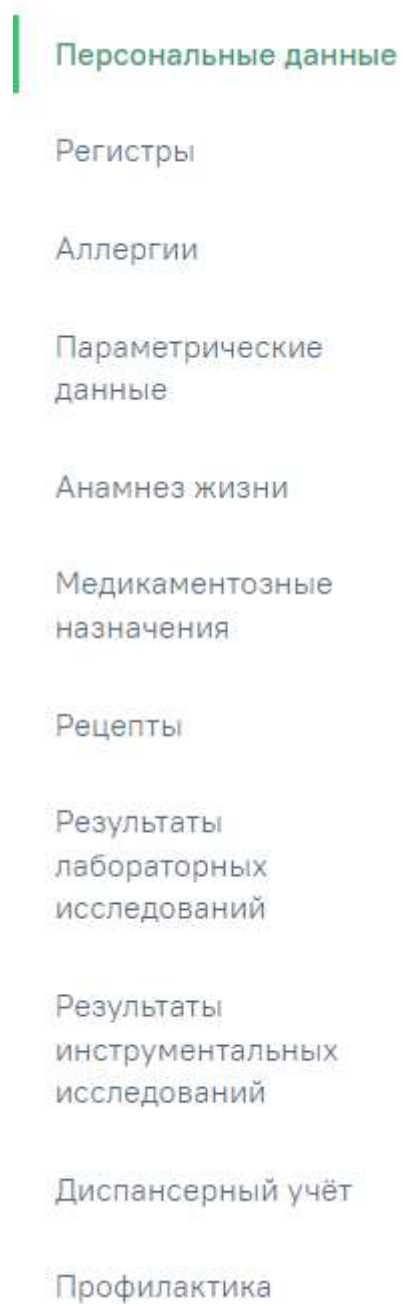 Персональные данные
Регистры
Аллергии
Параметрические
данные
Анамнез жизни
Медикаментозные
назначения
Рецепты
Результаты
лабораторных
исследований
Результаты
инструментальных
исследований
Диспансерный учёт
Профилактика